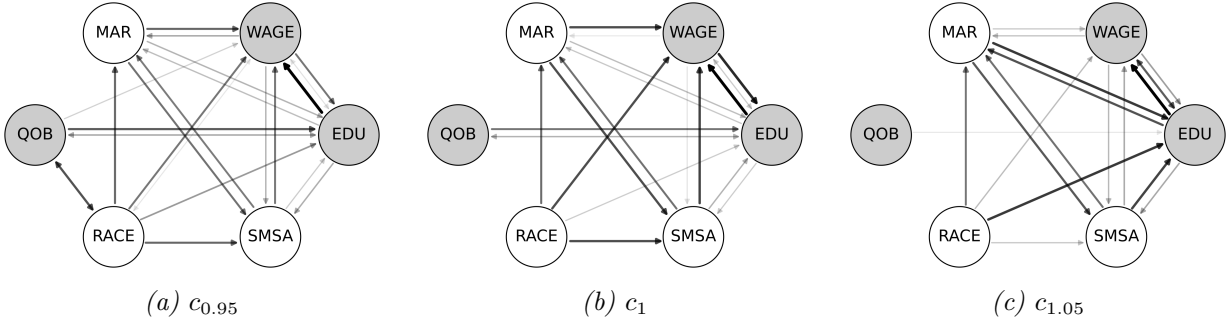 MAR WAGE
QOB EDU
RACE SMSA
(a) c0.95
MAR WAGE
QOB EDU
RACE SMSA
(b) c1
MAR WAGE
QOB EDU
RACE SMSA
(c) c1.05